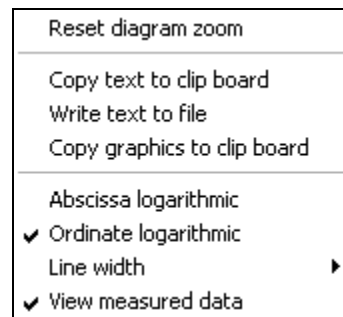 Reset diagram zoom
Copy text to clip board
Write text to file
Copy graphics to clip board
Abscissa logarithmic
Ordinate logarithmic
Line width
View measured data